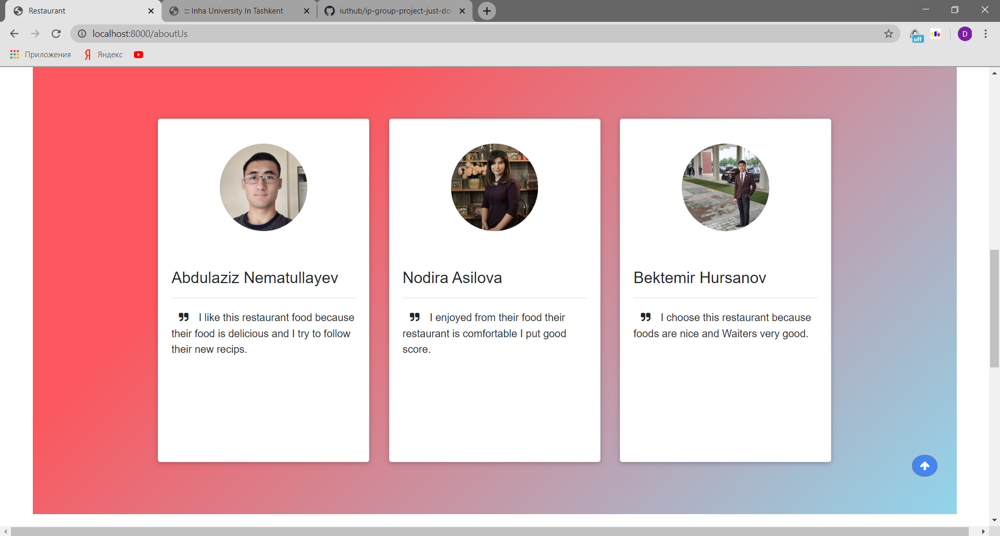 Restaurant
::: Inha University In Tashkent
iuthub/ip-group-project-just-do-
localhost:8000/aboutUs
off
D
Приложения
Яндекс
Abdulaziz Nematullayev
I like this restaurant food because
their food is delicious and I try to follow
their new recips.
Nodira Asilova
I enjoyed from their food their
restaurant is comfortable I put good
score.
Bektemir Hursanov
I choose this restaurant because
foods are nice and Waiters very good.